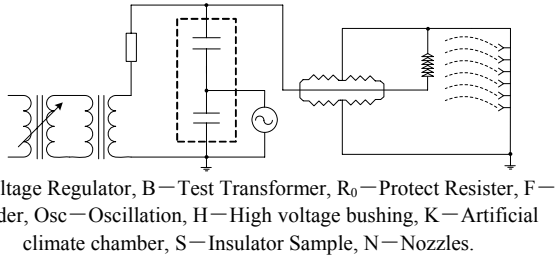 ltage Regulator, B－Test Transformer, R₀－Protect Resister, F－
der, Osc－Oscillation, H－High voltage bushing, K－Artificial
climate chamber, S－Insulator Sample, N－Nozzles.